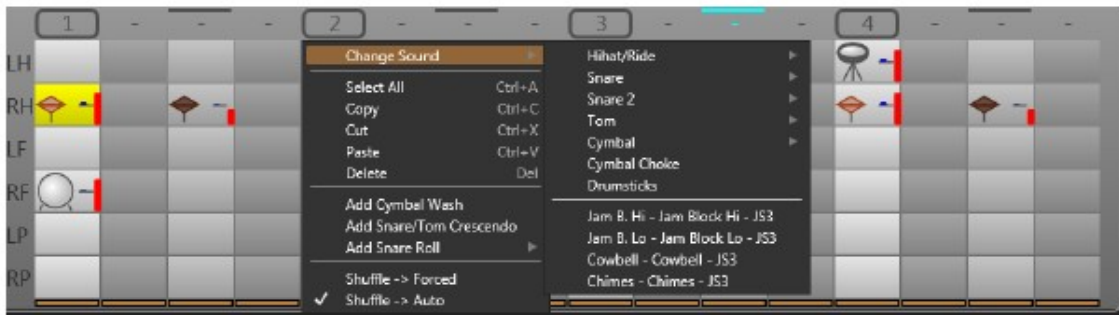 1 - - - 2 - - - 3 - - - 4 - - -
LH
RH
LF
RF
LP
RP
Change Sound
Select All Ctrl+A
Copy Ctrl+C
Cut Ctrl+X
Paste Ctrl+V
Delete Del
Add Cymbal Wash
Add Snare/Tom Crescendo
Add Snare Roll
Shuffle -> Forced
✓ Shuffle -> Auto
Hihat/Ride
Snare
Snare 2
Tom
Cymbal
Cymbal Choke
Drumsticks
Jam B. Hi - Jam Block Hi - JS3
Jam B. Lo - Jam Block Lo - JS3
Cowbell - Cowbell - JS3
Chimes - Chimes - JS3